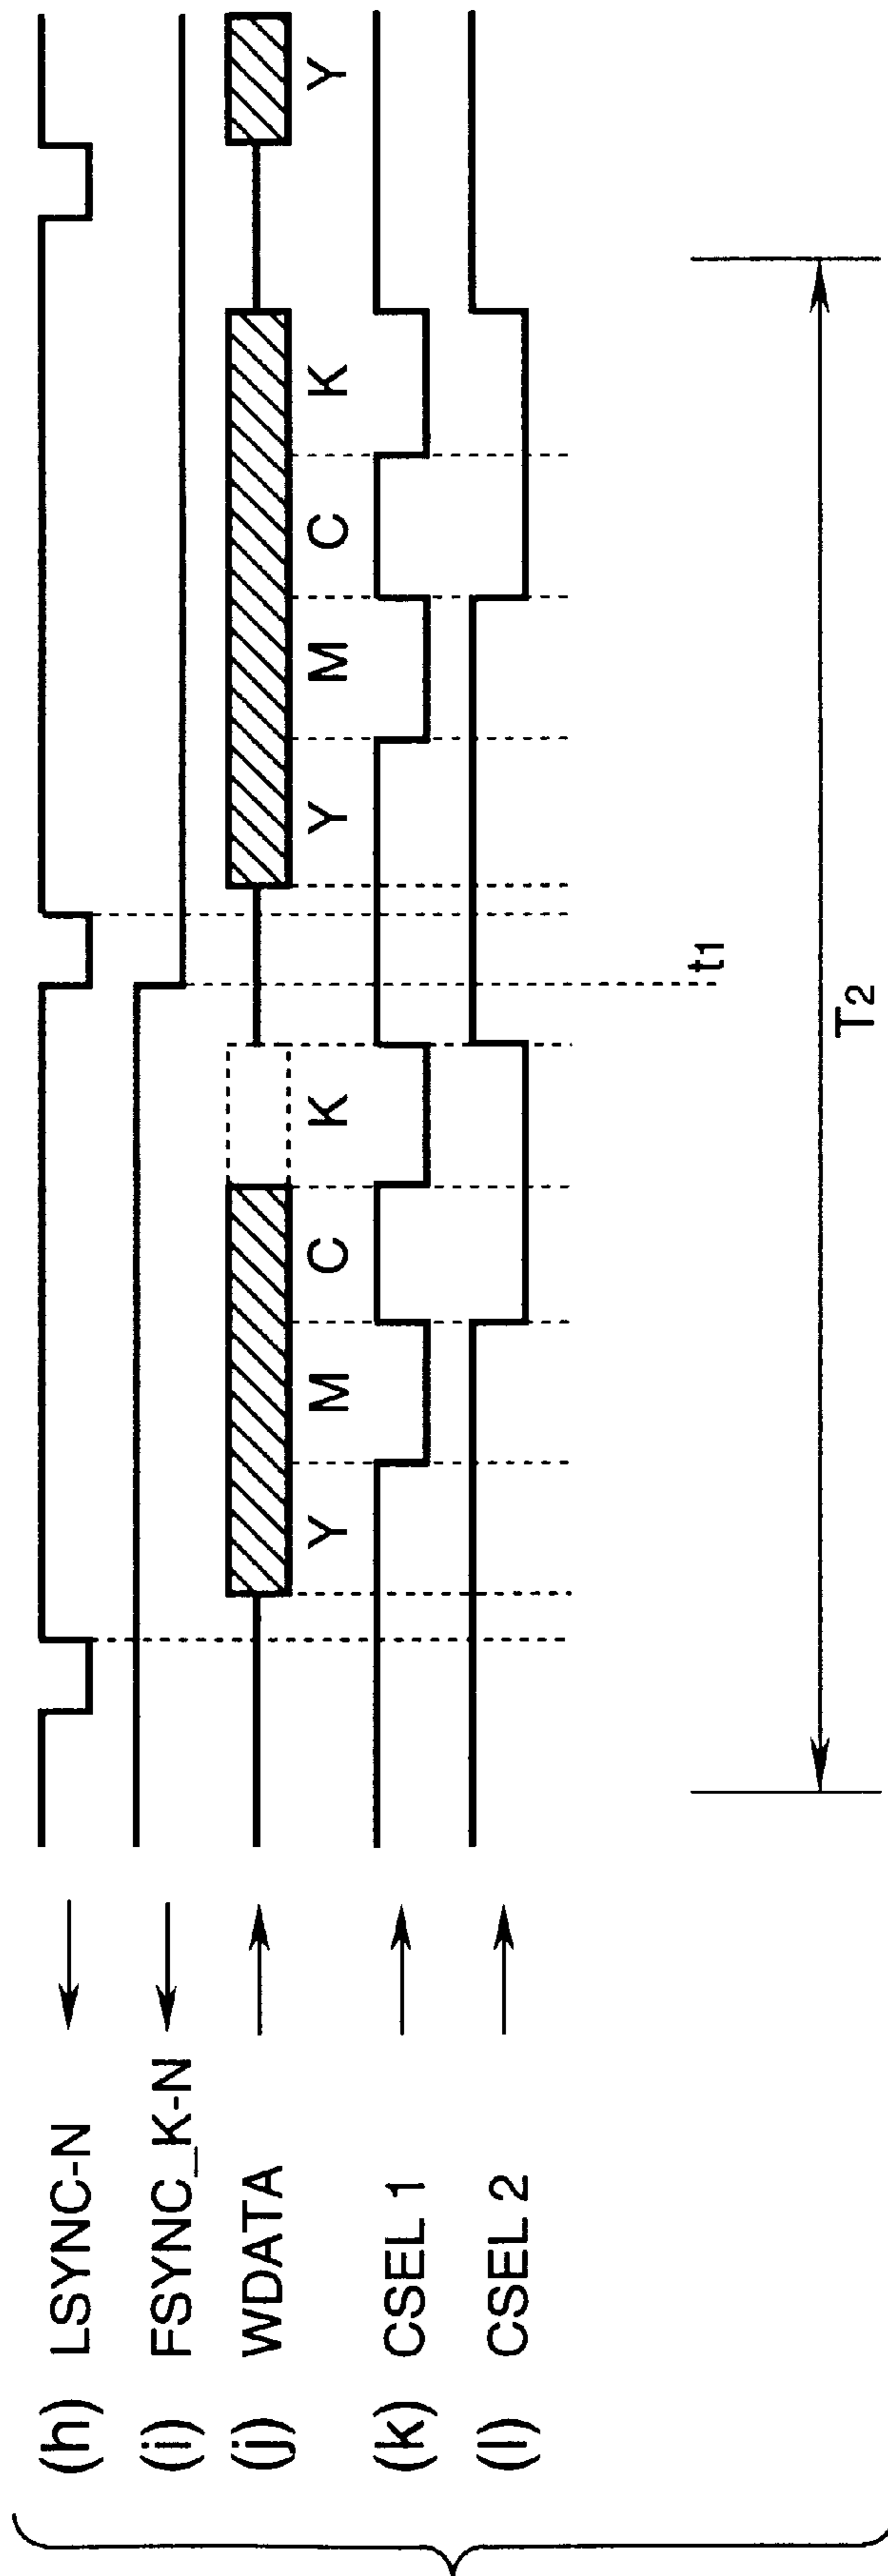 (h) LSYNC-N
(i) FSYNC_K-N
(j) WDATA
Y M C K Y M C K Y
(k) CSEL 1
(l) CSEL 2
t1
T2